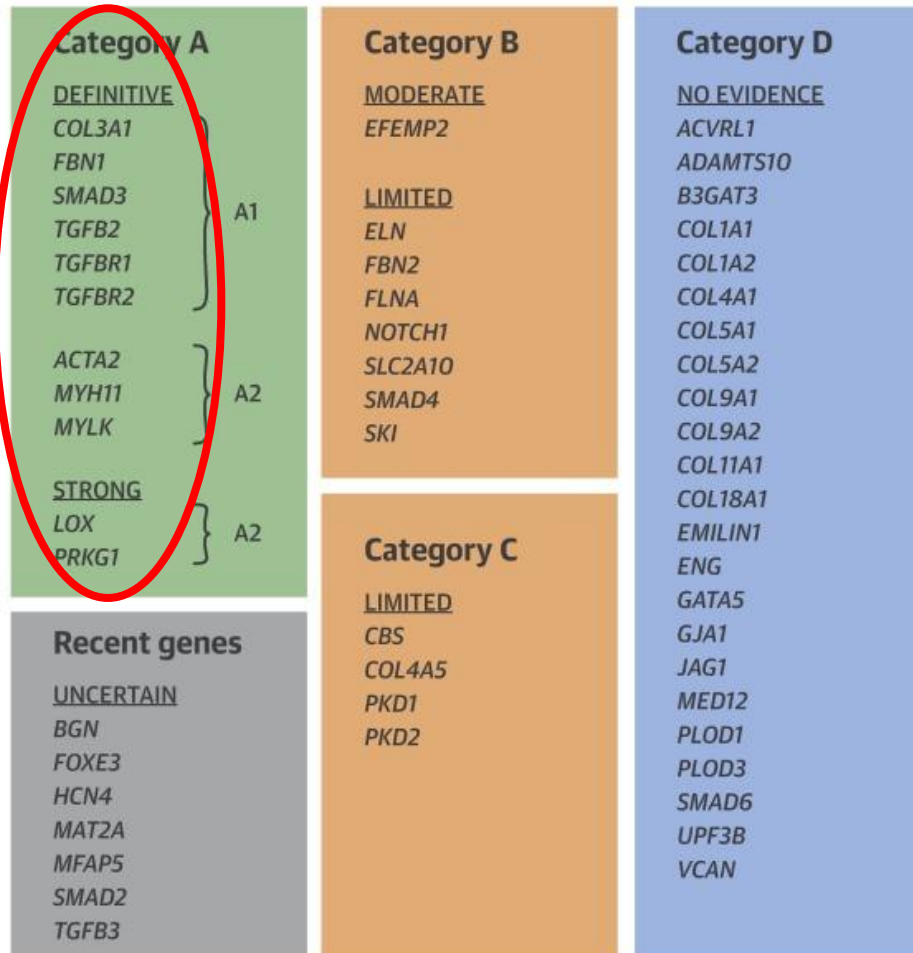 Category A
DEFINITIVE
COL3A1
FBN1
SMAD3
TGFB2
TGFBR1
TGFBR2
A1
ACTA2
MYH11
MYLK
A2
STRONG
LOX
PRKG1
A2
Recent genes
UNCERTAIN
BGN
FOXE3
HCN4
MAT2A
MFAP5
SMAD2
TGFB3
Category B
MODERATE
EFEMP2
LIMITED
ELN
FBN2
FLNA
NOTCH1
SLC2A10
SMAD4
SKI
Category C
LIMITED
CBS
COL4A5
PKD1
PKD2
Category D
NO EVIDENCE
ACVRL1
ADAMTS10
B3GAT3
COL1A1
COL1A2
COL4A1
COL5A1
COL5A2
COL9A1
COL9A2
COL11A1
COL18A1
EMILIN1
ENG
GATA5
GJA1
JAG1
MED12
PLOD1
PLOD3
SMAD6
UPF3B
VCAN